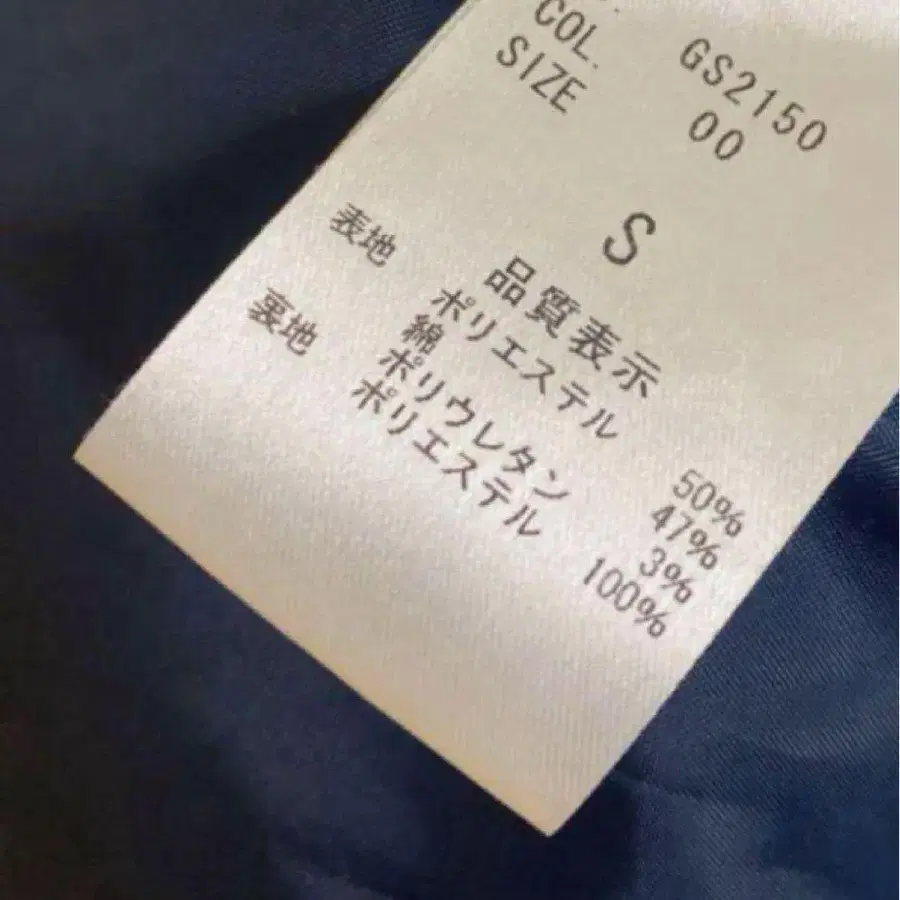 GS2150
COL. 00
SIZE
S
品質表示
表地 ポリエステル 50%
綿 47%
ポリウレタン 3%
裏地 ポリエステル 100%